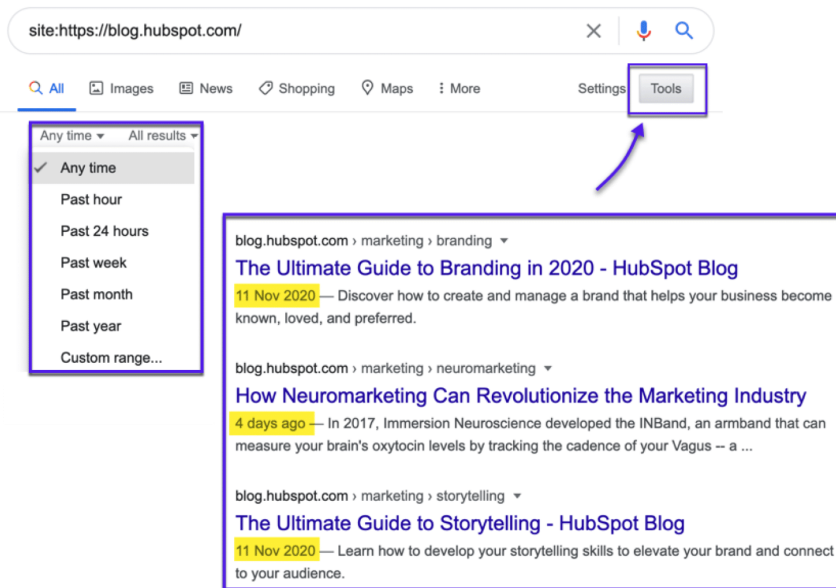 site:https://blog.hubspot.com/
All Images News Shopping Maps More Settings Tools
Any time All results
Any time
Past hour
Past 24 hours
Past week
Past month
Past year
Custom range...
blog.hubspot.com › marketing › branding
The Ultimate Guide to Branding in 2020 - HubSpot Blog
11 Nov 2020 — Discover how to create and manage a brand that helps your business become
known, loved, and preferred.
blog.hubspot.com › marketing › neuromarketing
How Neuromarketing Can Revolutionize the Marketing Industry
4 days ago — In 2017, Immersion Neuroscience developed the INBand, an armband that can
measure your brain's oxytocin levels by tracking the cadence of your Vagus -- a ...
blog.hubspot.com › marketing › storytelling
The Ultimate Guide to Storytelling - HubSpot Blog
11 Nov 2020 — Learn how to develop your storytelling skills to elevate your brand and connect
to your audience.